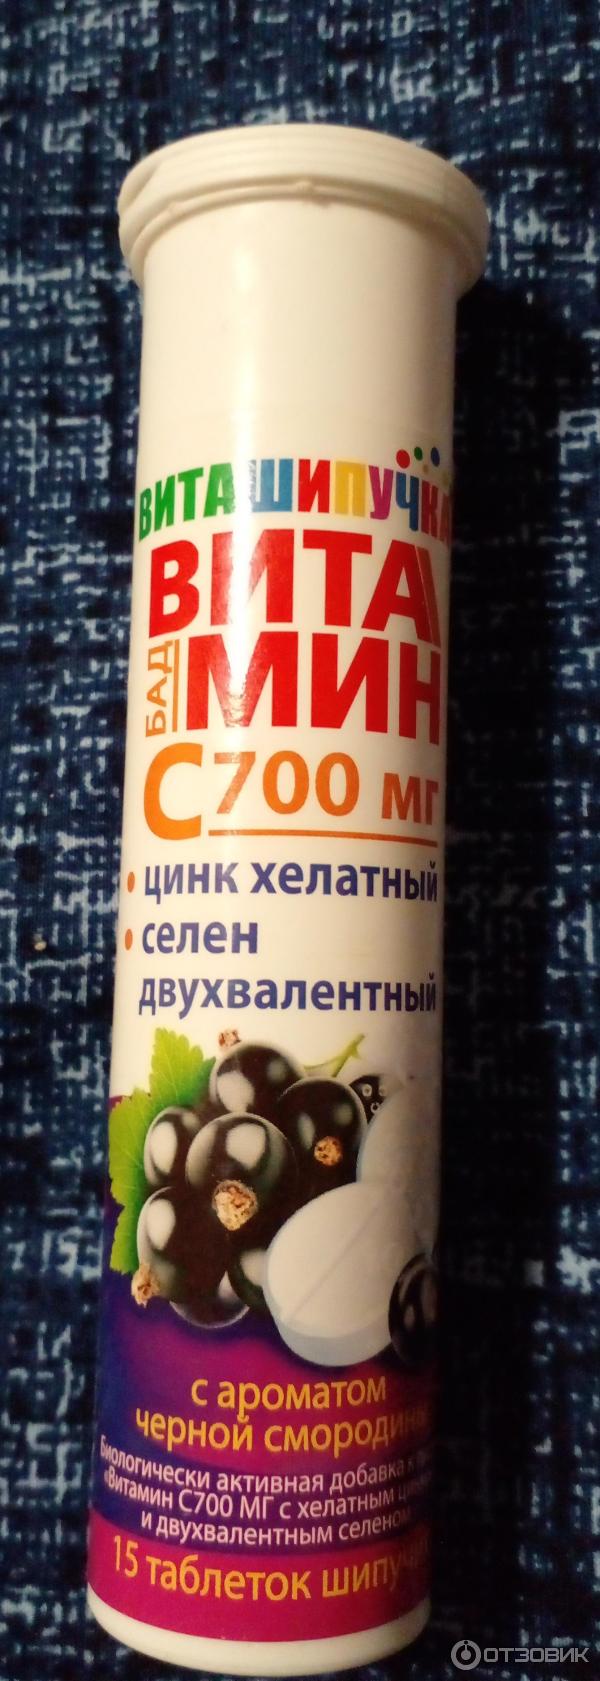 ВИТАШИПУЧКА
ВИТА
БАД
МИН
С700 мг
• цинк хелатный
• селен
двухвалентный
с ароматом
черной смородины
Биологически активная добавка к
«Витамин С700 МГ с хелатным
и двухвалентным селеном
15 таблеток
ОТЗОВИК